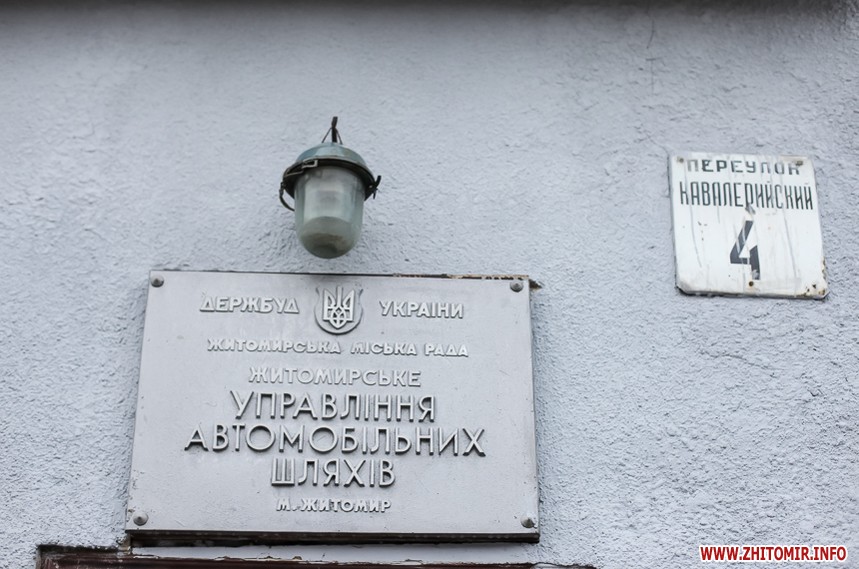 ДЕРЖБУД УКРАЇНИ
ЖИТОМИРСЬКА МІСЬКА РАДА
ЖИТОМИРСЬКЕ
УПРАВЛІННЯ
АВТОМОБІЛЬНИХ
ШЛЯХІВ
М. ЖИТОМИР
ПЕРЕУЛОК
КАВАЛЕРИЙСКИЙ
4
WWW.ZHITOMIR.INFO